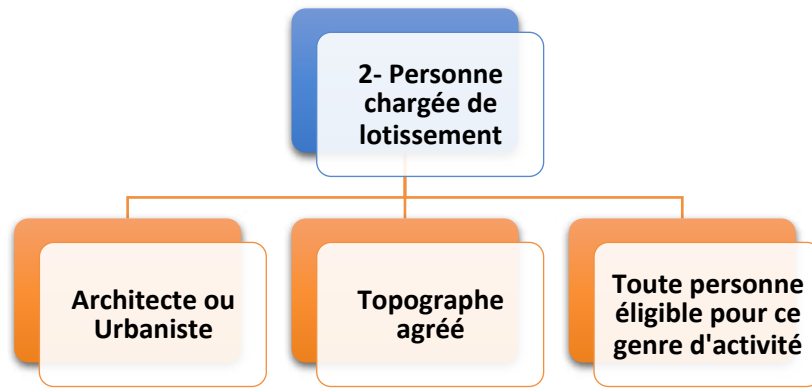 2- Personne
chargée de
lotissement
Architecte ou
Urbaniste
Topographe
agréé
Toute personne
éligible pour ce
genre d'activité